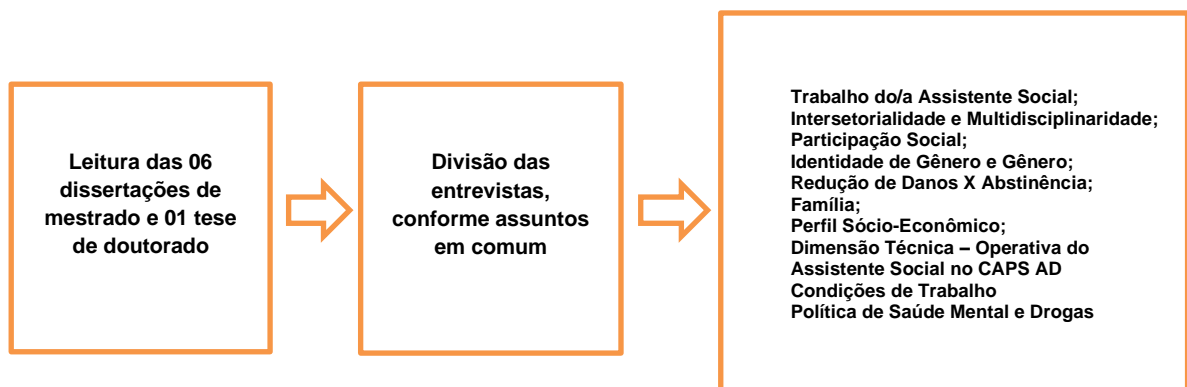 Leitura das 06
dissertações de
mestrado e 01 tese
de doutorado
Divisão das
entrevistas,
conforme assuntos
em comum
Trabalho do/a Assistente Social;
Intersetorialidade e Multidisciplinaridade;
Participação Social;
Identidade de Gênero e Gênero;
Redução de Danos X Abstinência;
Família;
Perfil Sócio-Econômico;
Dimensão Técnica – Operativa do
Assistente Social no CAPS AD
Condições de Trabalho
Política de Saúde Mental e Drogas